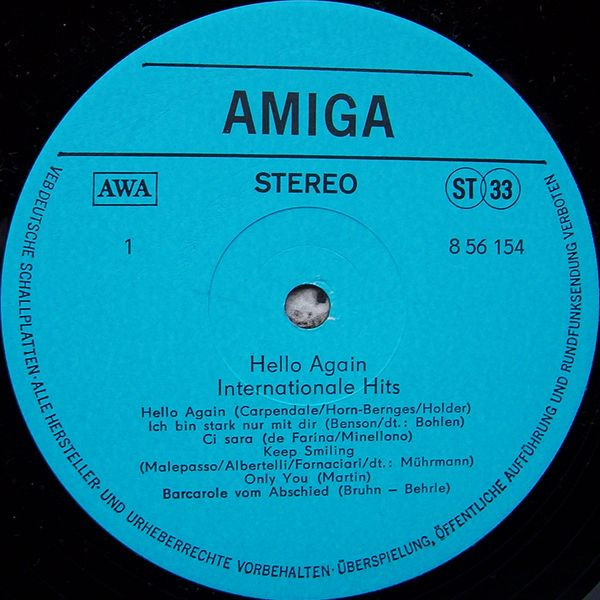 AMIGA
AWA
STEREO
ST 33
1
8 56 154
Hello Again
Internationale Hits
Hello Again (Carpendale/Horn-Bernges/Holder)
Ich bin stark nur mit dir (Benson/dt.: Bohlen)
Ci sara (de Farina/Minellono)
Keep Smiling
(Malepasso/Albertelli/Fornaciari/dt.: Mührmann)
Only You (Martin)
Barcarole vom Abschied (Bruhn – Behrle)
VEB DEUTSCHE SCHALLPLATTEN · ALLE HERSTELLER- UND URHEBERRECHTE VORBEHALTEN · ÜBERSPIELUNG, ÖFFENTLICHE AUFFÜHRUNG UND RUNDFUNKSENDUNG VERBOTEN